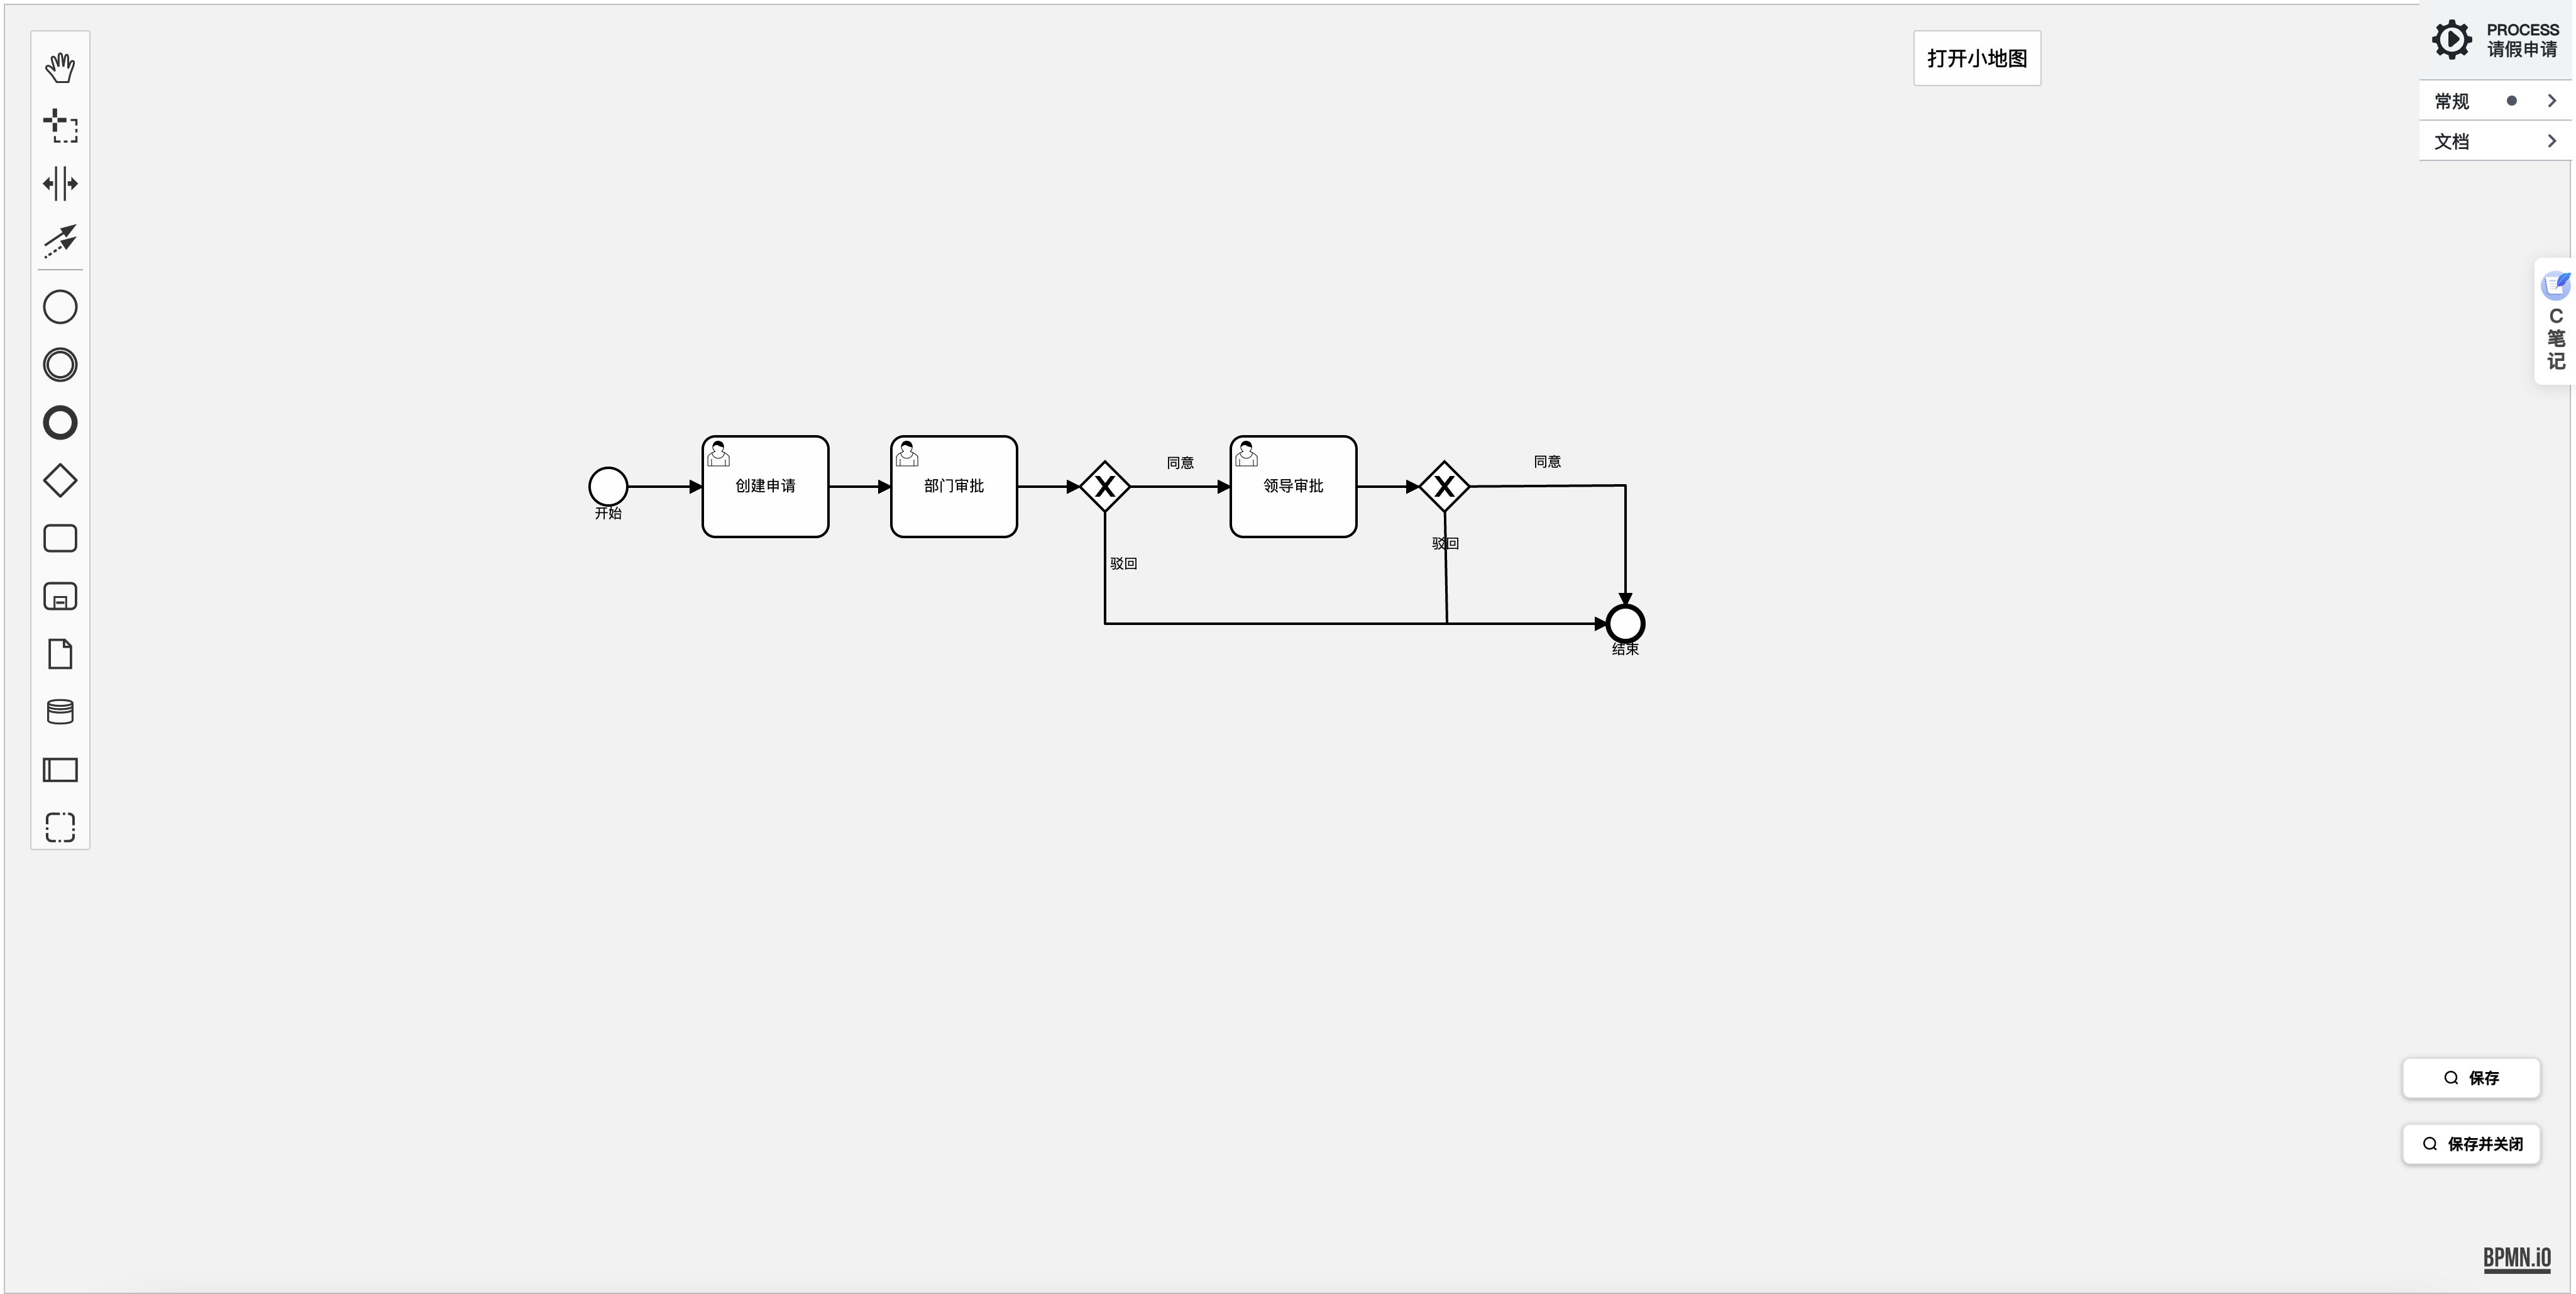 打开小地图
PROCESS
请假申请
常规
文档
C
笔
记
创建申请
部门审批
同意
领导审批
同意
开始
驳回
驳回
结束
保存
保存并关闭
BPMN.iO